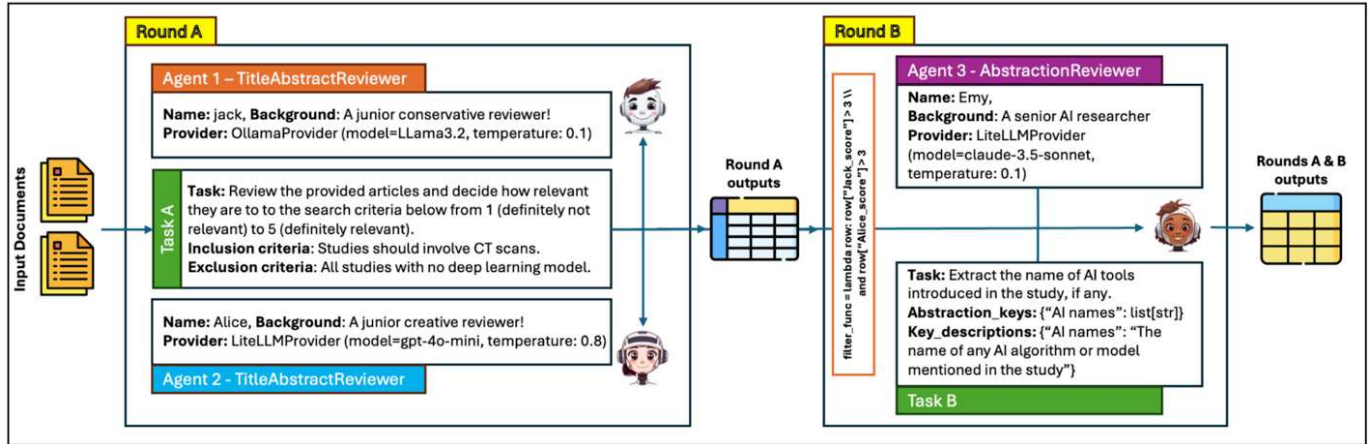 Input Documents
Round A
Agent 1 – TitleAbstractReviewer
Name: jack, Background: A junior conservative reviewer!
Provider: OllamaProvider (model=LLama3.2, temperature: 0.1)
Task A
Task: Review the provided articles and decide how relevant
they are to to the search criteria below from 1 (definitely not
relevant) to 5 (definitely relevant).
Inclusion criteria: Studies should involve CT scans.
Exclusion criteria: All studies with no deep learning model.
Name: Alice, Background: A junior creative reviewer!
Provider: LiteLLMProvider (model=gpt-4o-mini, temperature: 0.8)
Agent 2 - TitleAbstractReviewer
Round A
outputs
Round B
filter_func = lambda row: row["Jack_score"] > 3 \\
and row["Alice_score"] > 3
Agent 3 - AbstractionReviewer
Name: Emy,
Background: A senior AI researcher
Provider: LiteLLMProvider
(model=claude-3.5-sonnet,
temperature: 0.1)
Task: Extract the name of AI tools
introduced in the study, if any.
Abstraction_keys: {“AI names”: list[str]}
Key_descriptions: {“AI names”: “The
name of any AI algorithm or model
mentioned in the study”}
Task B
Rounds A & B
outputs